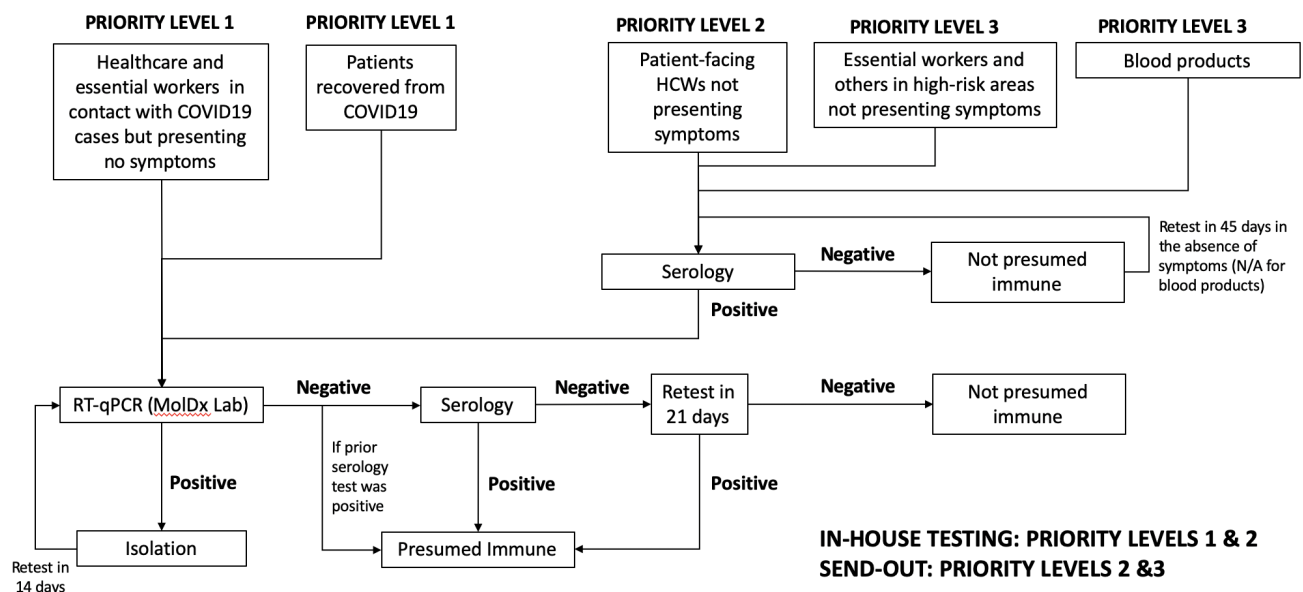 PRIORITY LEVEL 1
Healthcare and
essential workers in
contact with COVID19
cases but presenting
no symptoms
PRIORITY LEVEL 1
Patients
recovered from
COVID19
PRIORITY LEVEL 2
Patient-facing
HCWs not
presenting
symptoms
PRIORITY LEVEL 3
Essential workers and
others in high-risk areas
not presenting symptoms
PRIORITY LEVEL 3
Blood products
Serology
Negative
Not presumed
immune
Retest in 45 days in
the absence of
symptoms (N/A for
blood products)
Positive
RT-qPCR (MolDx Lab)
Negative
Serology
Negative
Retest in
21 days
Negative
Not presumed
immune
If prior
serology
test was
positive
Positive
Positive
Positive
Isolation
Presumed Immune
Retest in
14 days
IN-HOUSE TESTING: PRIORITY LEVELS 1 & 2
SEND-OUT: PRIORITY LEVELS 2 &3